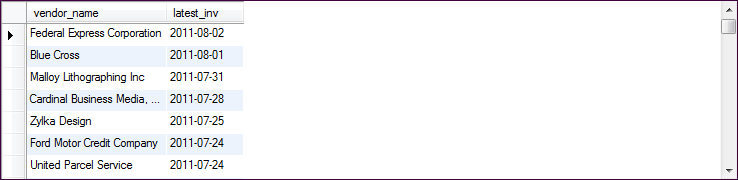 vendor_name latest_inv
Federal Express Corporation 2011-08-02
Blue Cross 2011-08-01
Malloy Lithographing Inc 2011-07-31
Cardinal Business Media, ... 2011-07-28
Zylka Design 2011-07-25
Ford Motor Credit Company 2011-07-24
United Parcel Service 2011-07-24